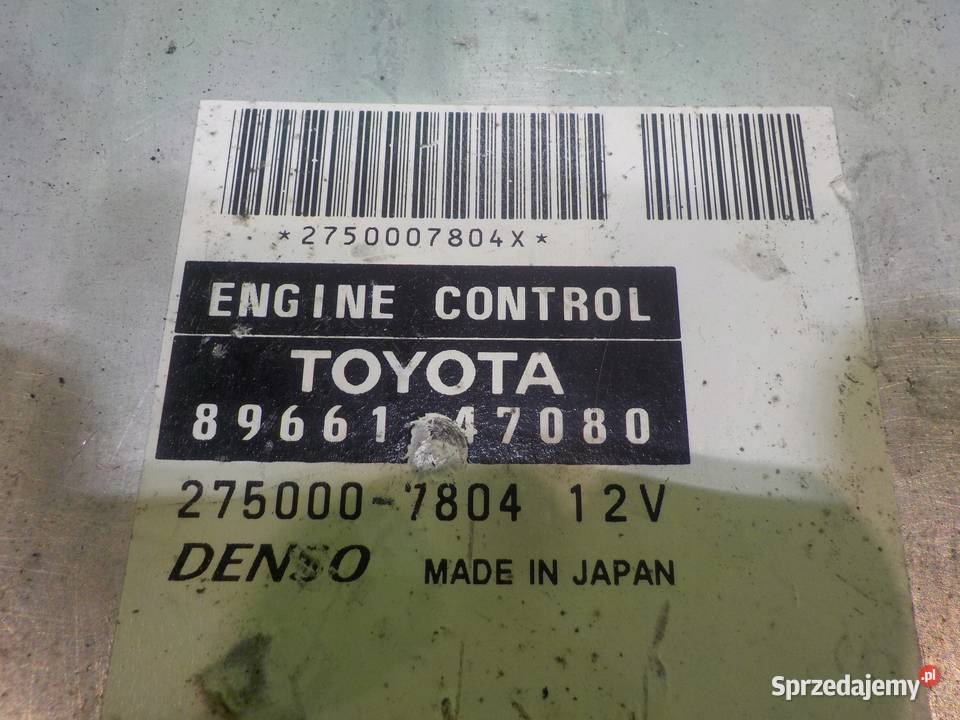 *2750007804X*
ENGINE CONTROL
TOYOTA
89661-47080
275000-7804 12V
DENSO MADE IN JAPAN
Sprzedajemy.pl